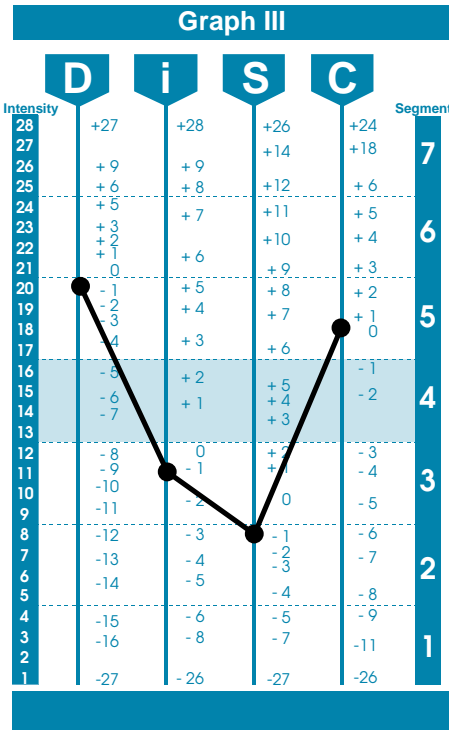 Graph III
D i S C
Intensity Segment
28 +27 +28 +26 +24
27 +14 +18 7
26 + 9 + 9
25 + 6 + 8 +12 + 6
24 + 5 + 7 +11 + 5
23 + 3 6
+ 2 +10 + 4
22 + 1 + 6
21 0 + 9 + 3
20 - 1 + 5 + 8 + 2
19 - 2 + 4 + 7 + 1 5
18 - 3 0
17 - 4 + 3 + 6
16 - 5 + 2 - 1
15 - 6 + 1 + 5 - 2 4
14 - 7 + 4
13 + 3
12 - 8 0 + 2 - 3
11 - 9 - 1 + 1 - 4 3
10 -10 - 2 0 - 5
9 -11
8 -12 - 3 - 1 - 6
7 -13 - 4 - 2 - 7
6 -14 - 5 - 3 2
5 - 4 - 8
4 -15 - 6 - 5 - 9
3 -16 - 8 - 7 -11 1
2
1 -27 - 26 -27 -26